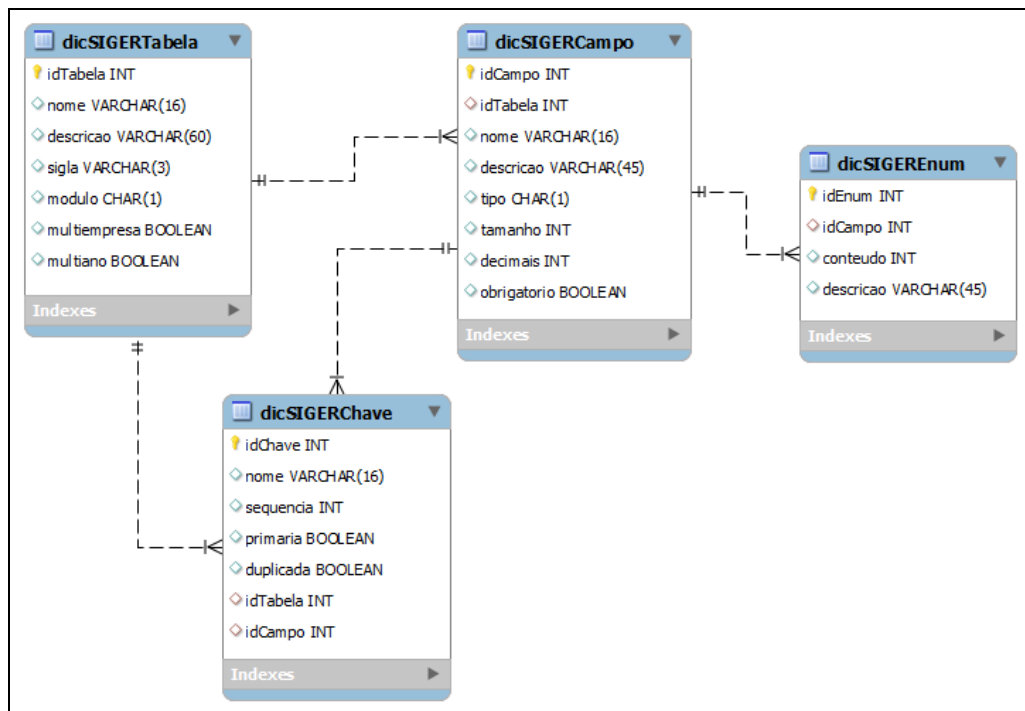 dicSIGERTabela
idTabela INT
nome VARCHAR(16)
descricao VARCHAR(60)
sigla VARCHAR(3)
modulo CHAR(1)
multiempresa BOOLEAN
multiano BOOLEAN
Indexes
dicSIGERCampo
idCampo INT
idTabela INT
nome VARCHAR(16)
descricao VARCHAR(45)
tipo CHAR(1)
tamanho INT
decimais INT
obrigatorio BOOLEAN
Indexes
dicSIGEREnum
idEnum INT
idCampo INT
conteudo INT
descricao VARCHAR(45)
Indexes
dicSIGERChave
idChave INT
nome VARCHAR(16)
sequencia INT
primaria BOOLEAN
duplicada BOOLEAN
idTabela INT
idCampo INT
Indexes